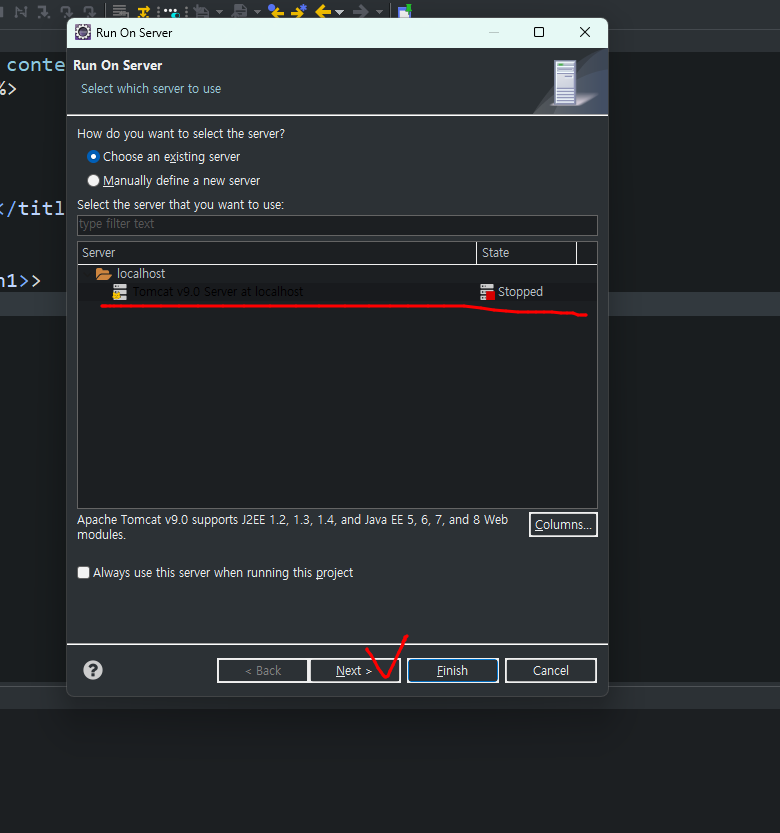 Run On Server
conte
Run On Server
%>
Select which server to use
How do you want to select the server?
Choose an existing server
Manually define a new server
</titl
Select the server that you want to use:
type filter text
Server State
localhost
n1>>
Tomcat v9.0 Server at localhost Stopped
Apache Tomcat v9.0 supports J2EE 1.2, 1.3, 1.4, and Java EE 5, 6, 7, and 8 Web
modules.
Columns...
Always use this server when running this project
< Back Next > Finish Cancel